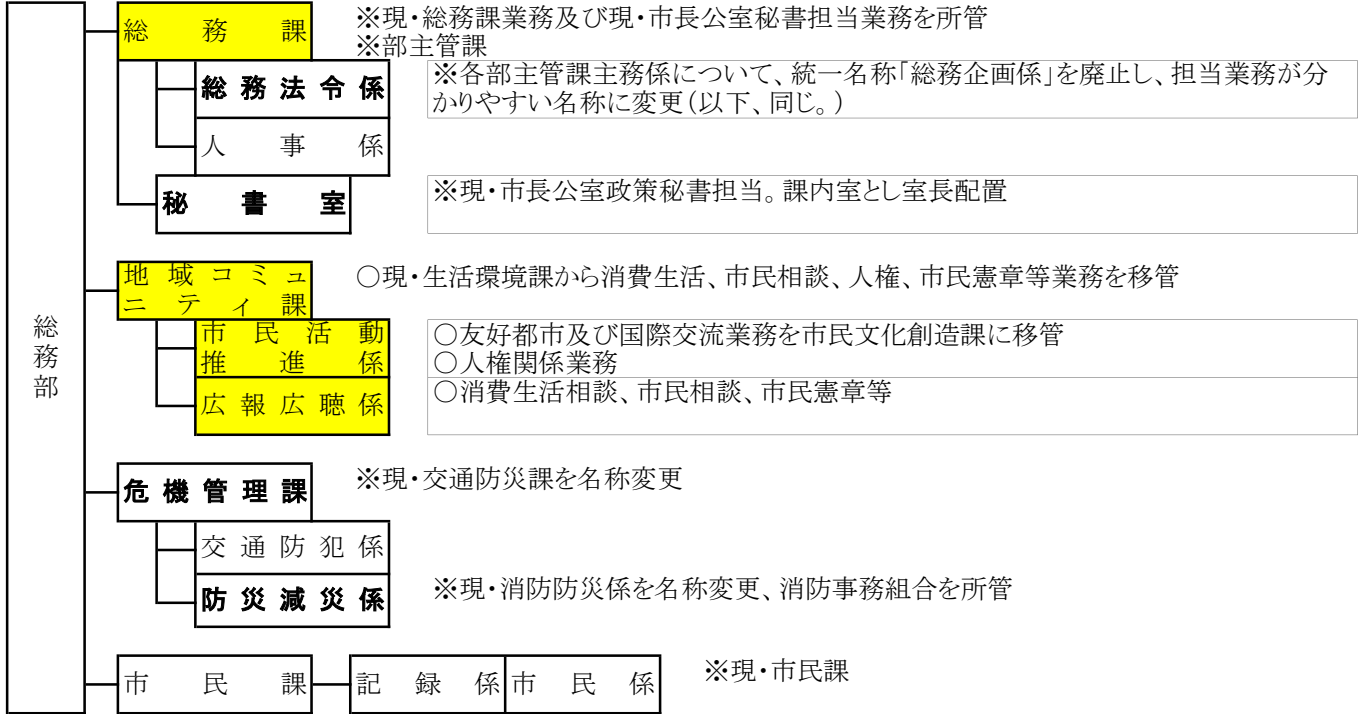 総務部
総務課
※現・総務課業務及び現・市長公室秘書担当業務を所管
※部主管課
総務法令係
※各部主管課主務係について、統一名称「総務企画係」を廃止し、担当業務が分
かりやすい名称に変更(以下、同じ。)
人事係
秘書室
※現・市長公室政策秘書担当。課内室とし室長配置
地域コミュ
ニティ課
○現・生活環境課から消費生活、市民相談、人権、市民憲章等業務を移管
市民活動
推進係
○友好都市及び国際交流業務を市民文化創造課に移管
○人権関係業務
広報広聴係
○消費生活相談、市民相談、市民憲章等
危機管理課
※現・交通防災課を名称変更
交通防犯係
防災減災係
※現・消防防災係を名称変更、消防事務組合を所管
市民課
記録係
市民係
※現・市民課